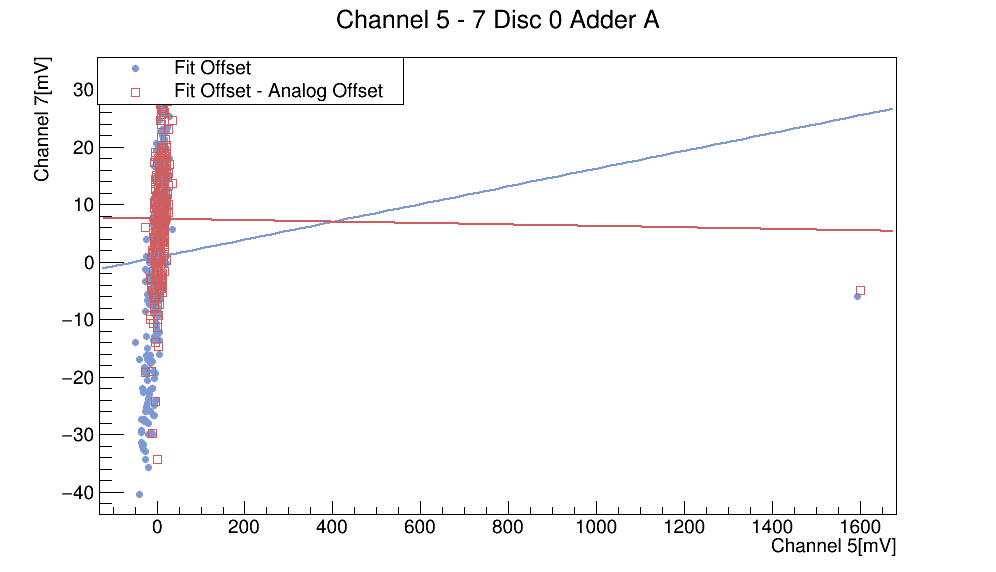 Channel 5 - 7 Disc 0 Adder A
Channel 7[mV]
Fit Offset
Fit Offset - Analog Offset
30
20
10
0
−10
−20
−30
−40
0 200 400 600 800 1000 1200 1400 1600
Channel 5[mV]